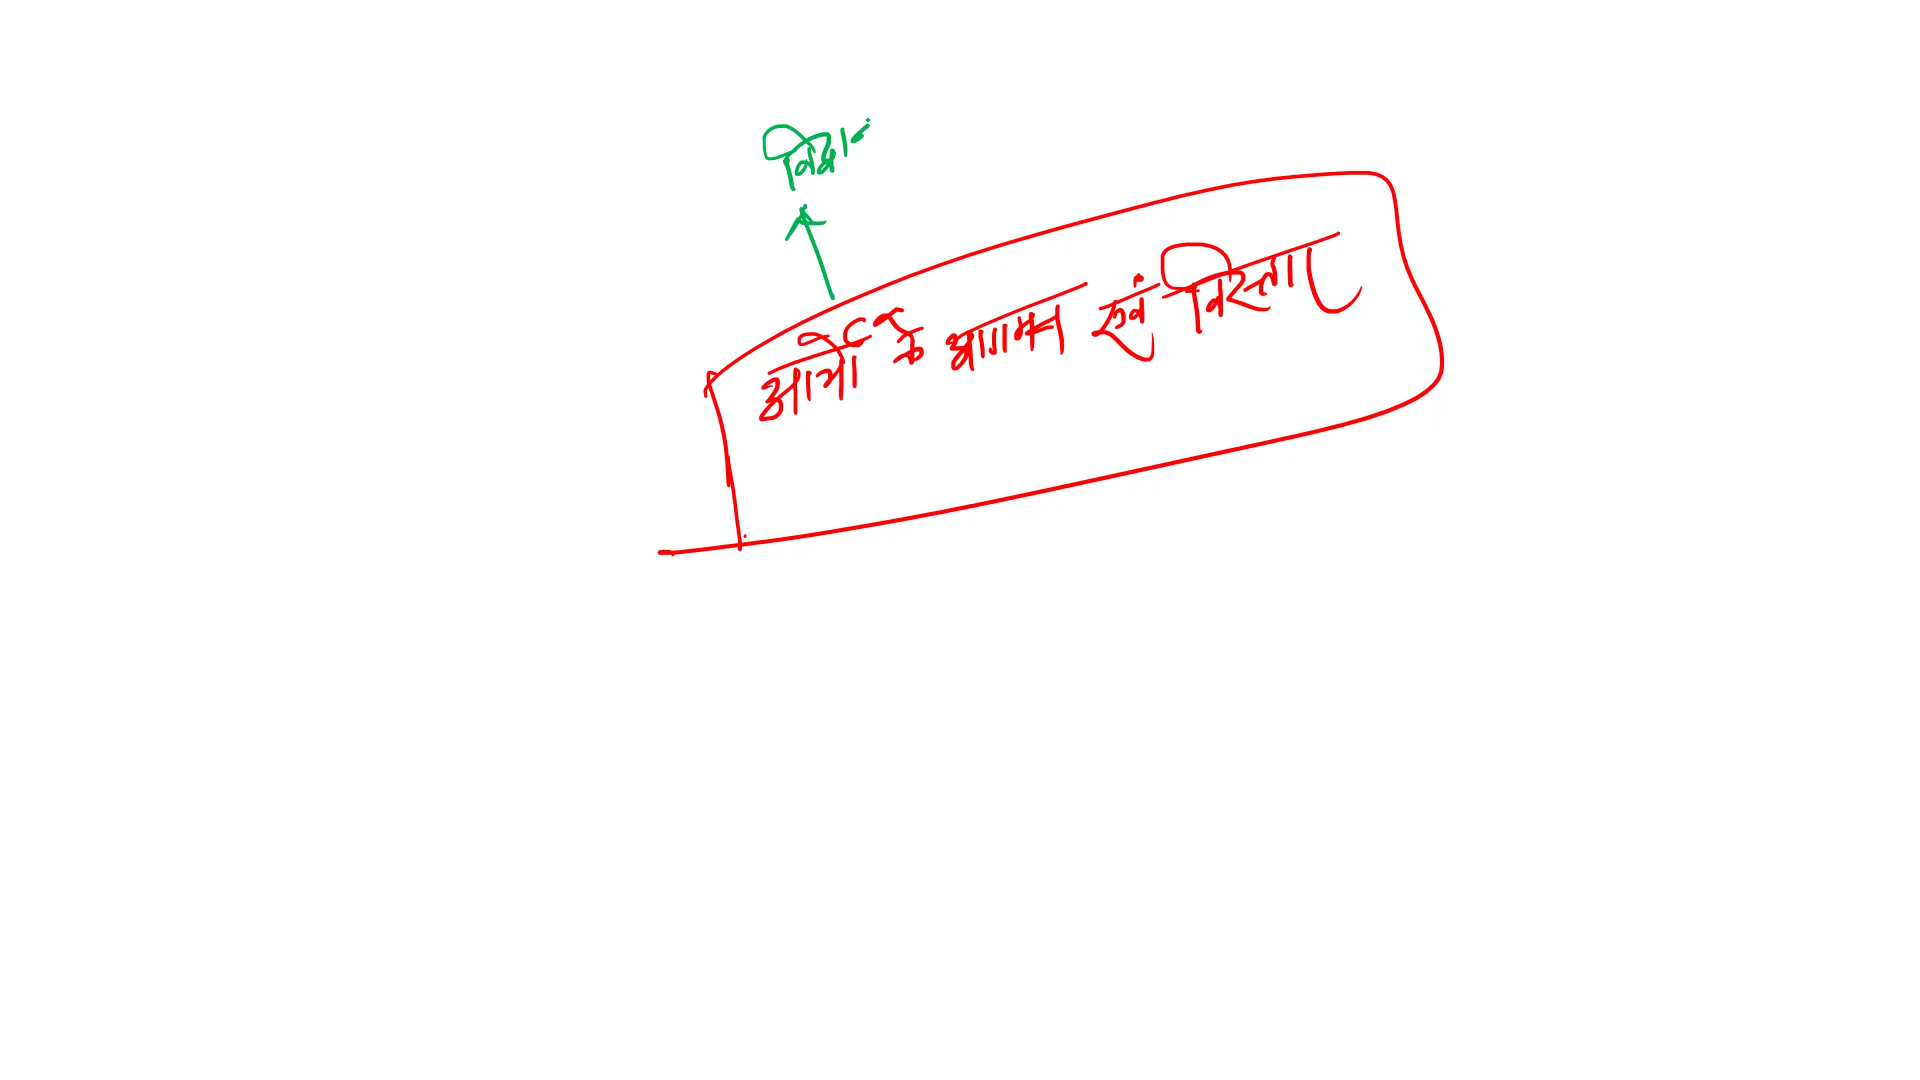 आर्यों के आगमन एवं विस्तार